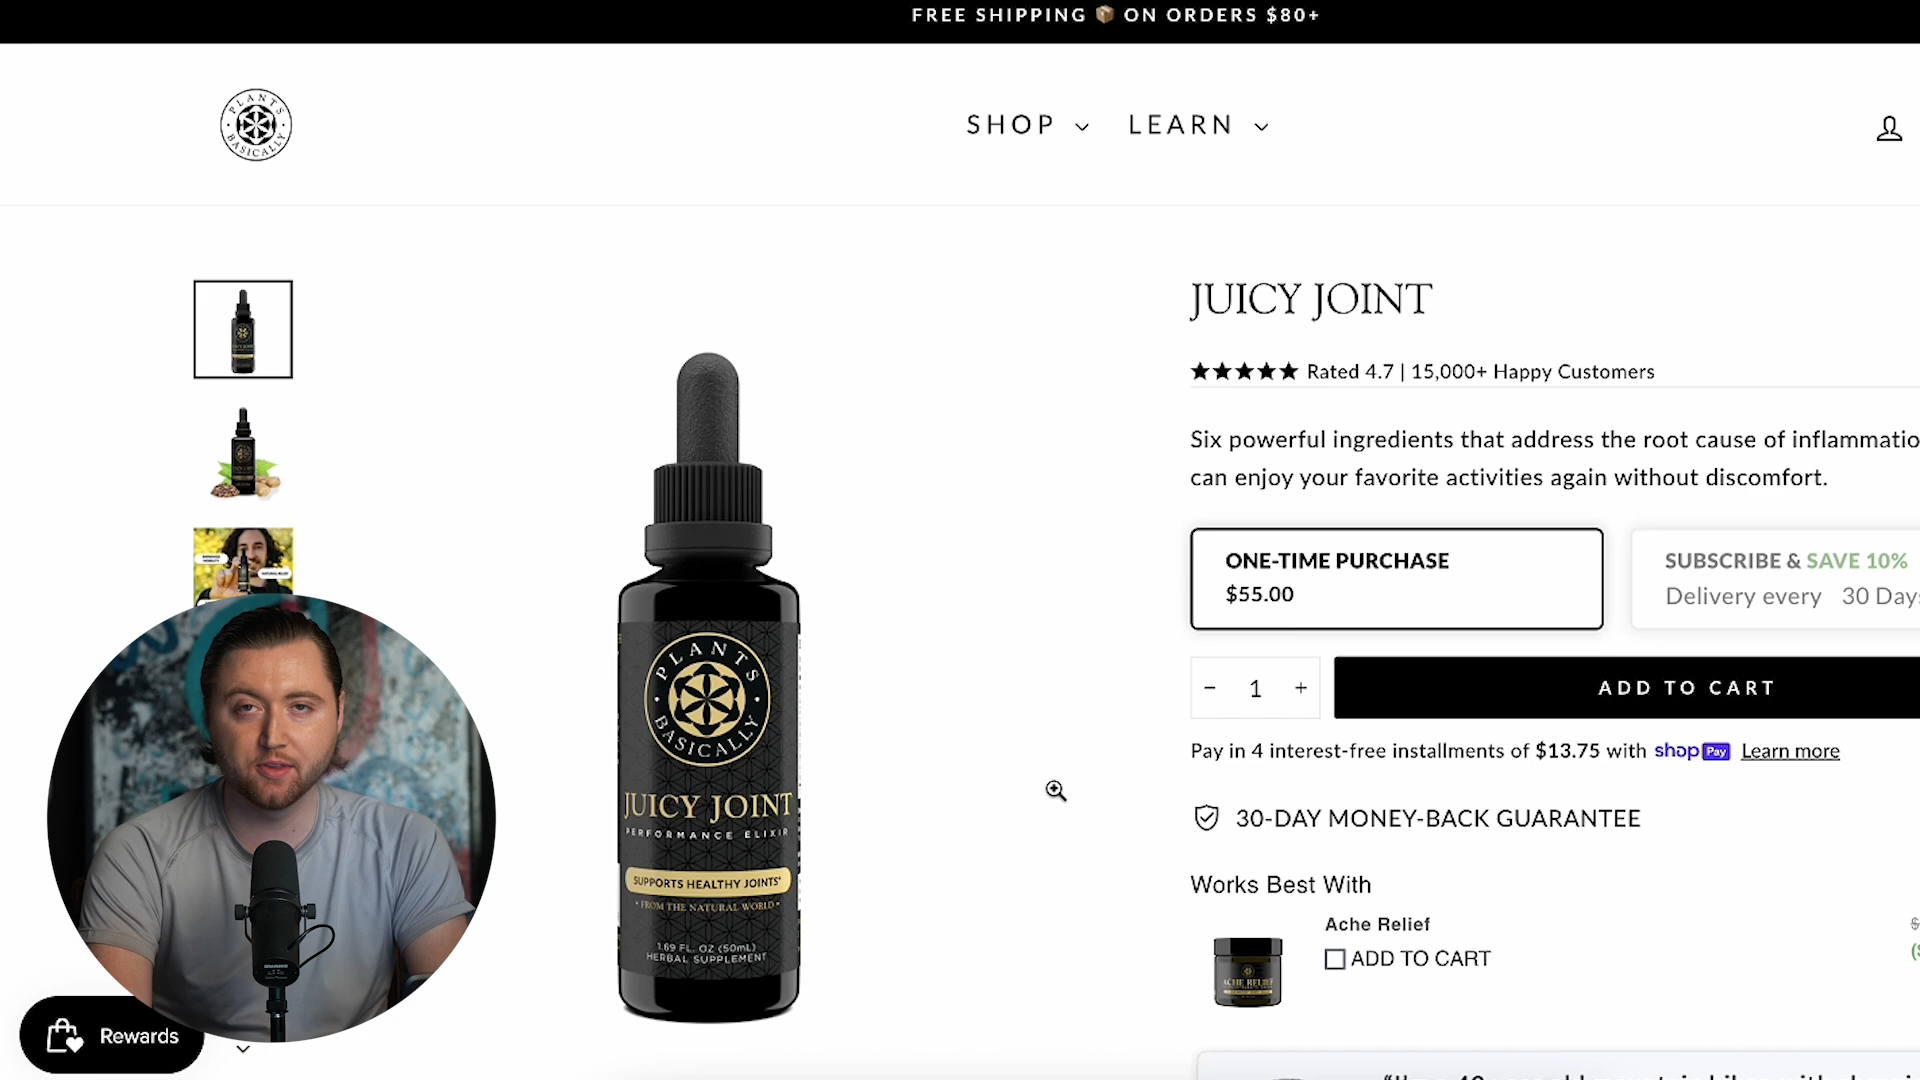 FREE SHIPPING 📦 ON ORDERS $80+
PLANTS BASICALLY
SHOP
LEARN
JUICY JOINT
★★★★★ Rated 4.7 | 15,000+ Happy Customers
Six powerful ingredients that address the root cause of inflammatio
can enjoy your favorite activities again without discomfort.
ONE-TIME PURCHASE
$55.00
SUBSCRIBE & SAVE 10%
Delivery every 30 Days
− 1 +
ADD TO CART
Pay in 4 interest-free installments of $13.75 with shop Pay Learn more
30-DAY MONEY-BACK GUARANTEE
Works Best With
Ache Relief
ADD TO CART
ACHE RELIEF
PLANTS BASICALLY
JUICY JOINT
PERFORMANCE ELIXIR
SUPPORTS HEALTHY JOINTS*
• FROM THE NATURAL WORLD •
1.69 FL. OZ (50mL)
HERBAL SUPPLEMENT
Rewards